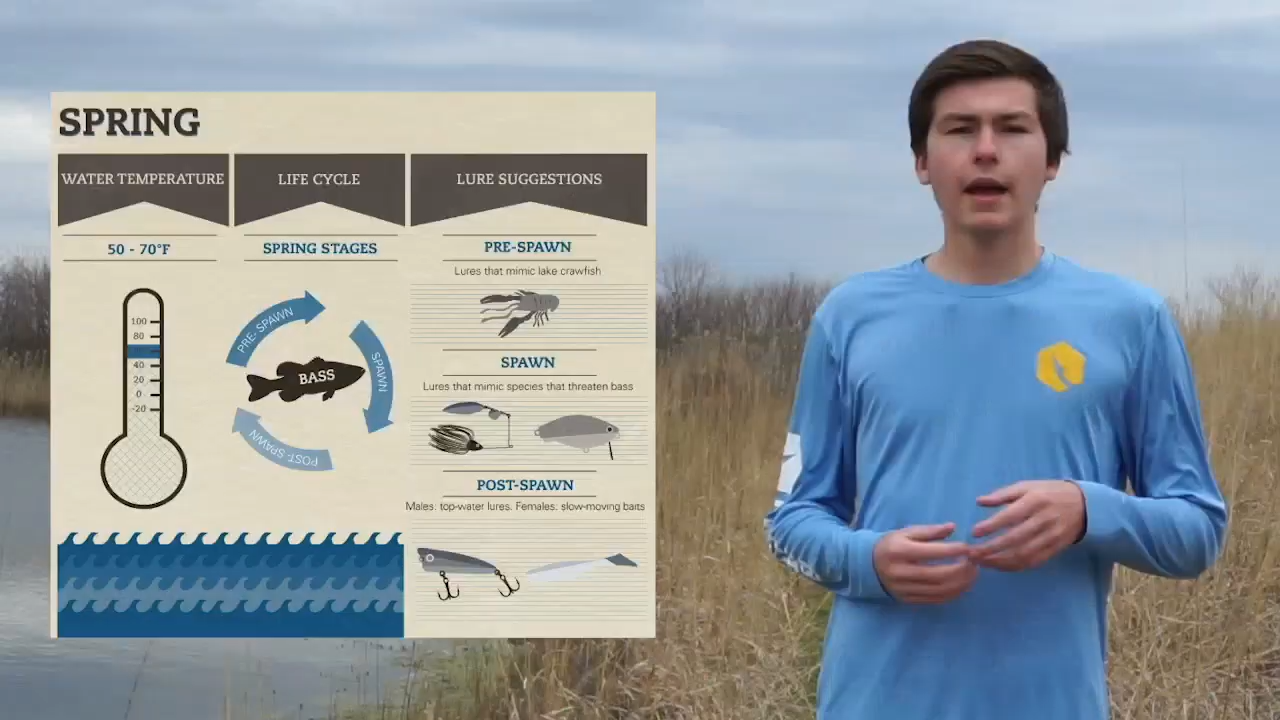 SPRING
WATER TEMPERATURE
50 - 70°F
100
80
40
20
0
-20
LIFE CYCLE
SPRING STAGES
PRE- SPAWN
SPAWN
POST- SPAWN
BASS
LURE SUGGESTIONS
PRE-SPAWN
Lures that mimic lake crawfish
SPAWN
Lures that mimic species that threaten bass
POST-SPAWN
Males: top-water lures. Females: slow-moving baits